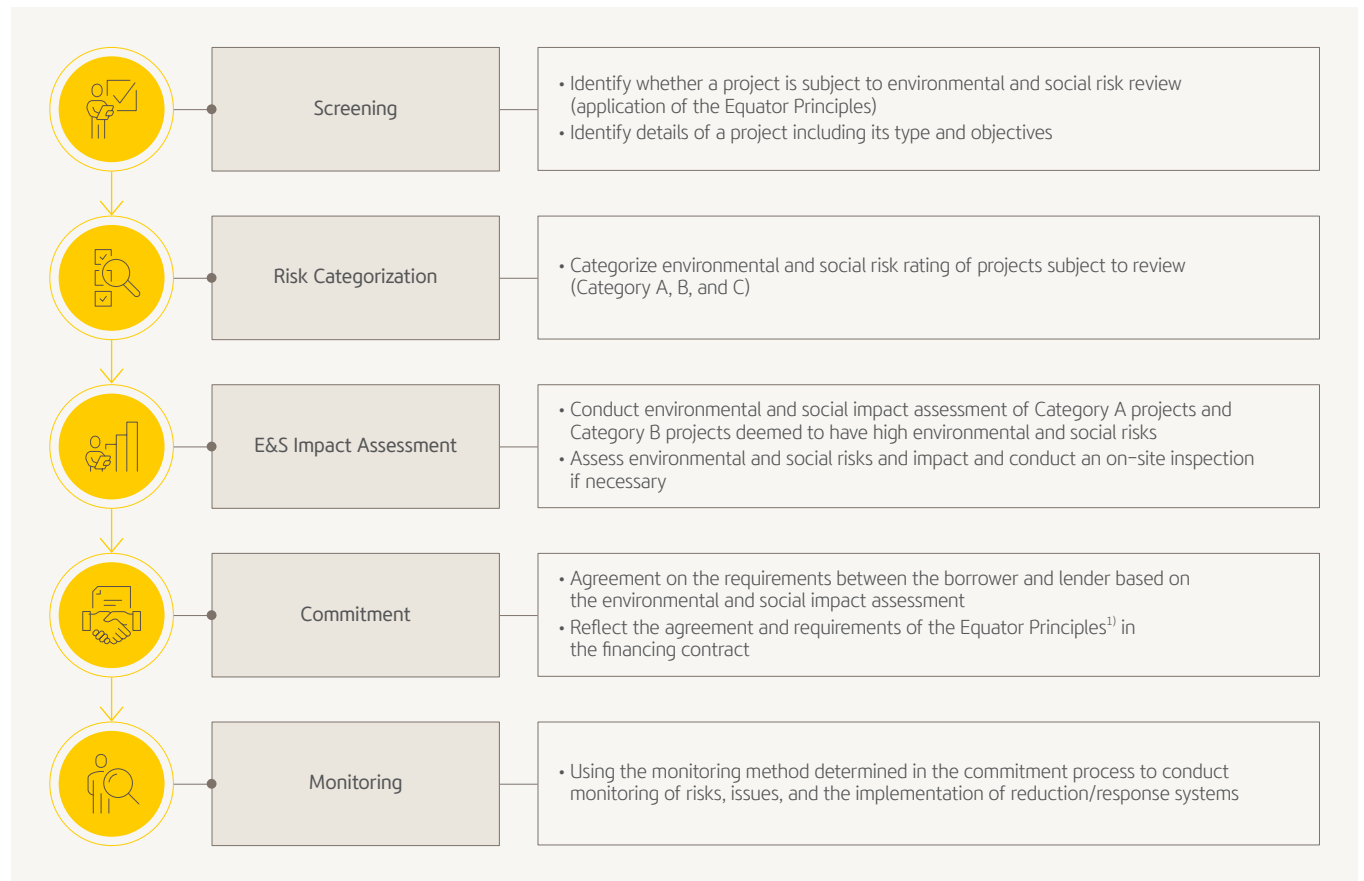 Screening
• Identify whether a project is subject to environmental and social risk review
(application of the Equator Principles)
• Identify details of a project including its type and objectives
Risk Categorization
• Categorize environmental and social risk rating of projects subject to review
(Category A, B, and C)
E&S Impact Assessment
• Conduct environmental and social impact assessment of Category A projects and
Category B projects deemed to have high environmental and social risks
• Assess environmental and social risks and impact and conduct an on-site inspection
if necessary
Commitment
• Agreement on the requirements between the borrower and lender based on
the environmental and social impact assessment
• Reflect the agreement and requirements of the Equator Principles1) in
the financing contract
Monitoring
• Using the monitoring method determined in the commitment process to conduct
monitoring of risks, issues, and the implementation of reduction/response systems